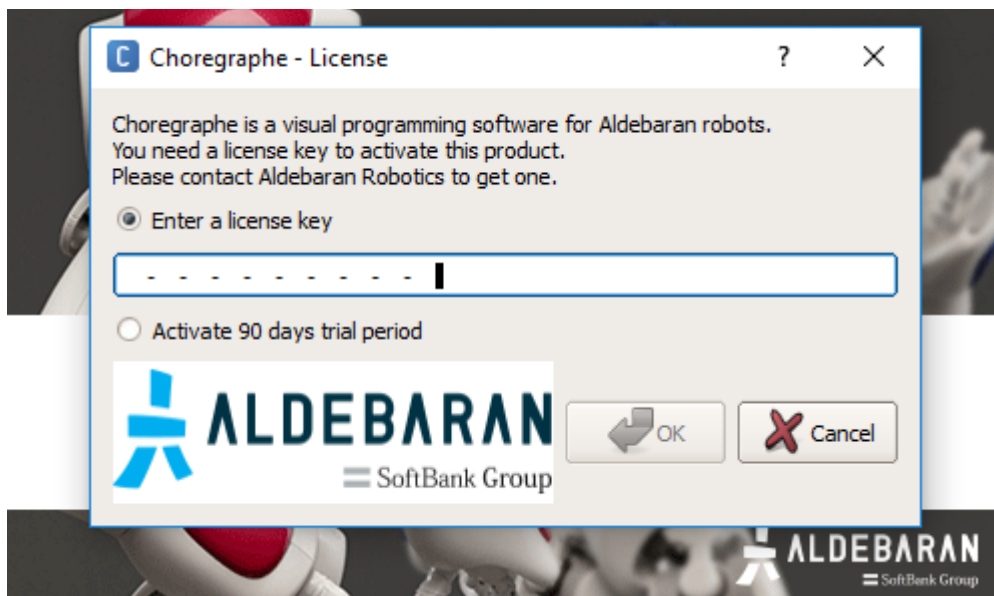 C Choregraphe - License ?
Choregraphe is a visual programming software for Aldebaran robots.
You need a license key to activate this product.
Please contact Aldebaran Robotics to get one.
Enter a license key
- - - - - - - - -
Activate 90 days trial period
ALDEBARAN
SoftBank Group
OK
Cancel
ALDEBARAN
SoftBank Group